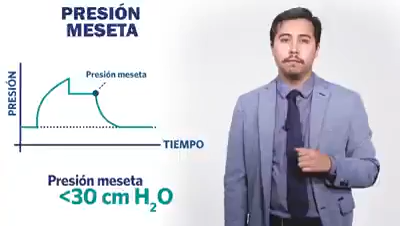 PRESIÓN
MESETA
Presión meseta
PRESIÓN
TIEMPO
Presión meseta
<30 cm H₂O